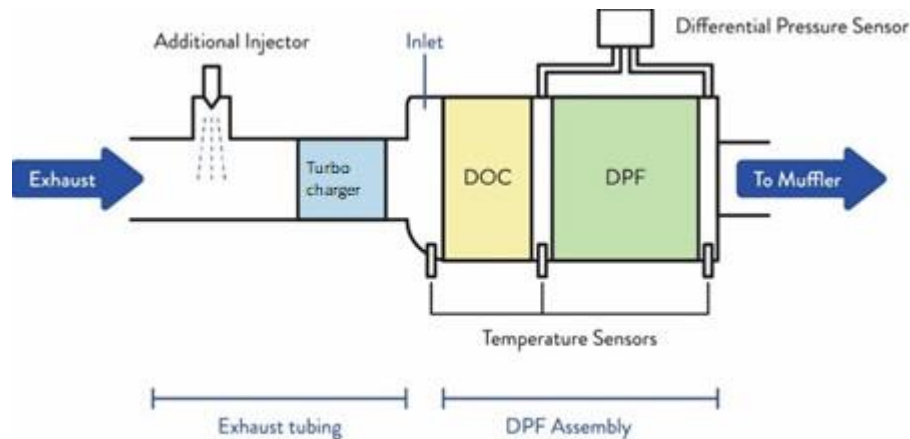 Additional Injector
Inlet
Differential Pressure Sensor
Exhaust
Turbo
charger
DOC
DPF
To Muffler
Temperature Sensors
Exhaust tubing
DPF Assembly